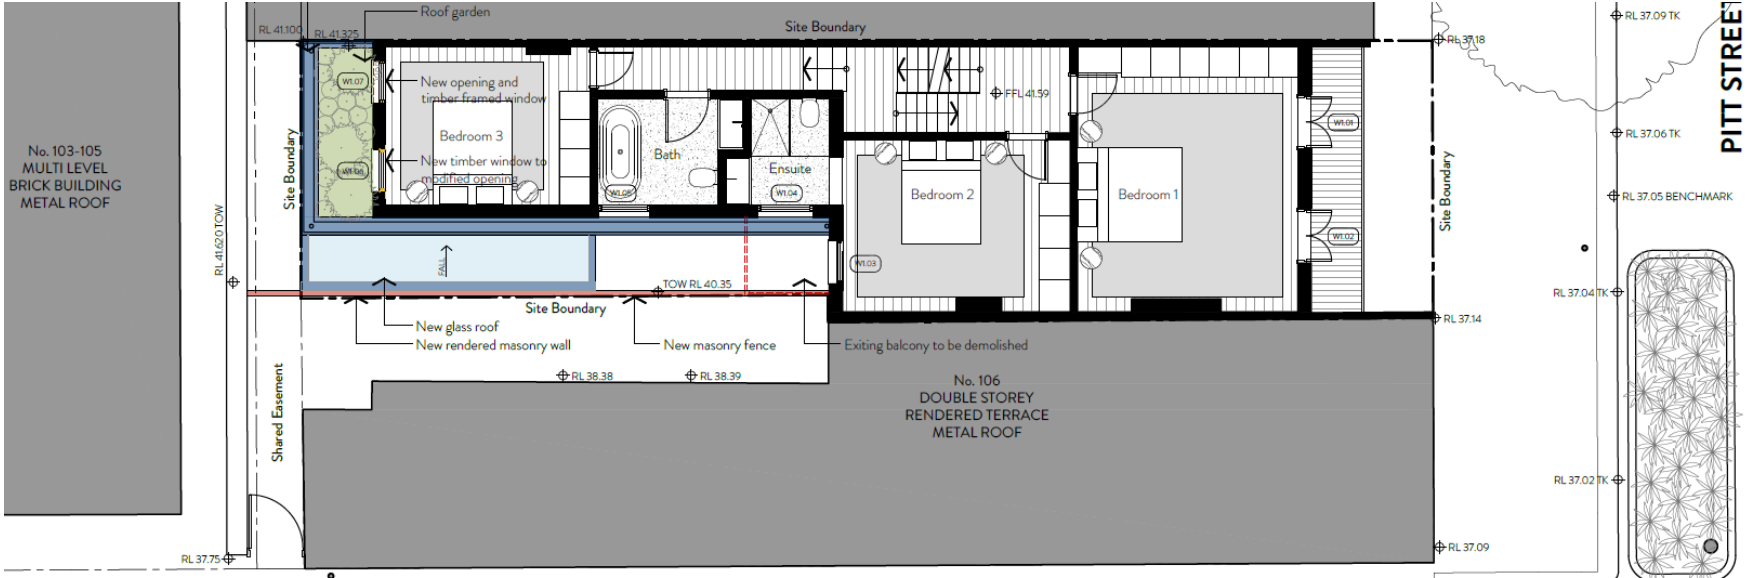 Roof garden
RL 41.100
RL 41.325
Site Boundary
RL 37.18
RL 37.09 TK
PITT STREE
W1.07
New opening and
timber framed window
FFL 41.59
W1.01
RL 37.06 TK
Bedroom 3
No. 103-105
MULTI LEVEL
BRICK BUILDING
METAL ROOF
Site Boundary
W1.06
New timber window to
modified opening
Bath
W1.05
Ensuite
W1.04
Bedroom 2
Bedroom 1
Site Boundary
RL 37.05 BENCHMARK
W1.02
RL 41.620 TOW
FALL
W1.03
TOW RL 40.35
RL 37.04 TK
Site Boundary
RL 37.14
New glass roof
New rendered masonry wall
New masonry fence
Exiting balcony to be demolished
RL 38.38
RL 38.39
No. 106
DOUBLE STOREY
RENDERED TERRACE
METAL ROOF
Shared Easement
RL 37.02 TK
RL 37.75
RL 37.09